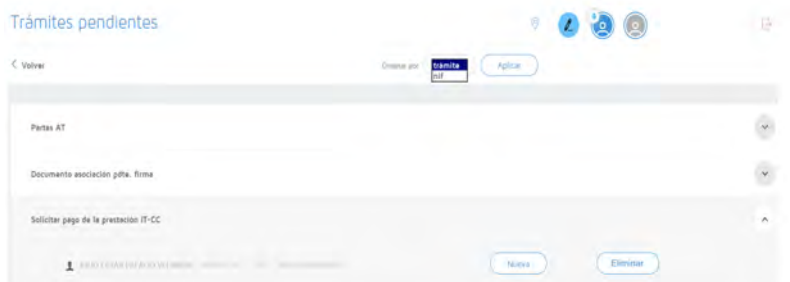 Trámites pendientes
Volver
Ordenar por trámite Aplicar
nif
Partes AT
Documento asociación pdte. firma
Solicitar pago de la prestación IT-CC
Nueva Eliminar